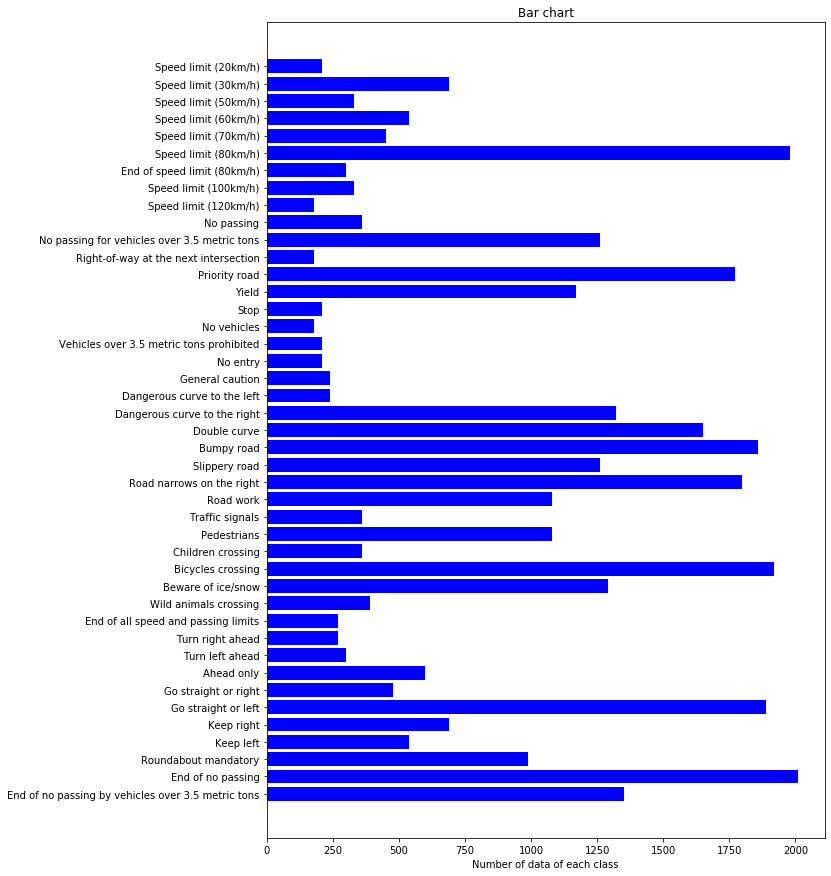 Bar chart
Speed limit (20km/h)
Speed limit (30km/h)
Speed limit (50km/h)
Speed limit (60km/h)
Speed limit (70km/h)
Speed limit (80km/h)
End of speed limit (80km/h)
Speed limit (100km/h)
Speed limit (120km/h)
No passing
No passing for vehicles over 3.5 metric tons
Right-of-way at the next intersection
Priority road
Yield
Stop
No vehicles
Vehicles over 3.5 metric tons prohibited
No entry
General caution
Dangerous curve to the left
Dangerous curve to the right
Double curve
Bumpy road
Slippery road
Road narrows on the right
Road work
Traffic signals
Pedestrians
Children crossing
Bicycles crossing
Beware of ice/snow
Wild animals crossing
End of all speed and passing limits
Turn right ahead
Turn left ahead
Ahead only
Go straight or right
Go straight or left
Keep right
Keep left
Roundabout mandatory
End of no passing
End of no passing by vehicles over 3.5 metric tons
0 250 500 750 1000 1250 1500 1750 2000
Number of data of each class